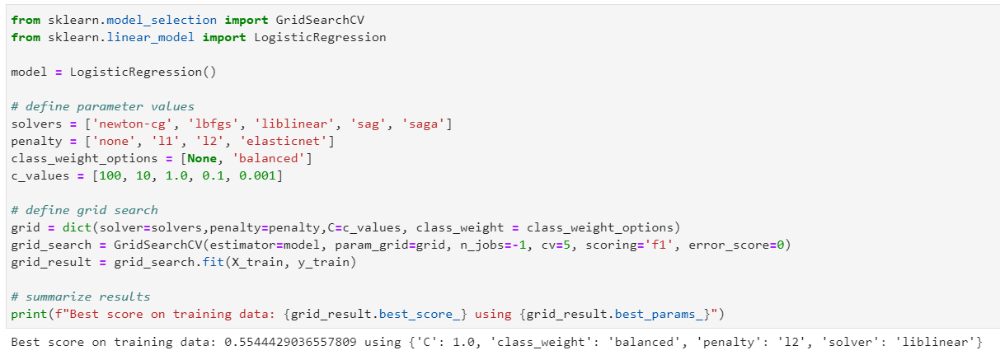 from sklearn.model_selection import GridSearchCV
from sklearn.linear_model import LogisticRegression
model = LogisticRegression()
# define parameter values
solvers = ['newton-cg', 'lbfgs', 'liblinear', 'sag', 'saga']
penalty = ['none', 'l1', 'l2', 'elasticnet']
class_weight_options = [None, 'balanced']
c_values = [100, 10, 1.0, 0.1, 0.001]
# define grid search
grid = dict(solver=solvers,penalty=penalty,C=c_values, class_weight = class_weight_options)
grid_search = GridSearchCV(estimator=model, param_grid=grid, n_jobs=-1, cv=5, scoring='f1', error_score=0)
grid_result = grid_search.fit(X_train, y_train)
# summarize results
print(f"Best score on training data: {grid_result.best_score_} using {grid_result.best_params_}")
Best score on training data: 0.5544429036557809 using {'C': 1.0, 'class_weight': 'balanced', 'penalty': 'l2', 'solver': 'liblinear'}